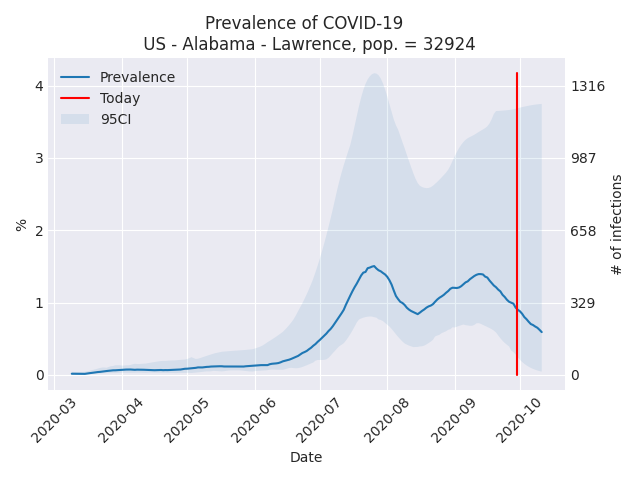 Prevalence of COVID-19
US - Alabama - Lawrence, pop. = 32924
Prevalence
Today
95CI
4
3
2
1
0
%
1316
987
658
329
0
# of infections
2020-03
2020-04
2020-05
2020-06
2020-07
2020-08
2020-09
2020-10
Date